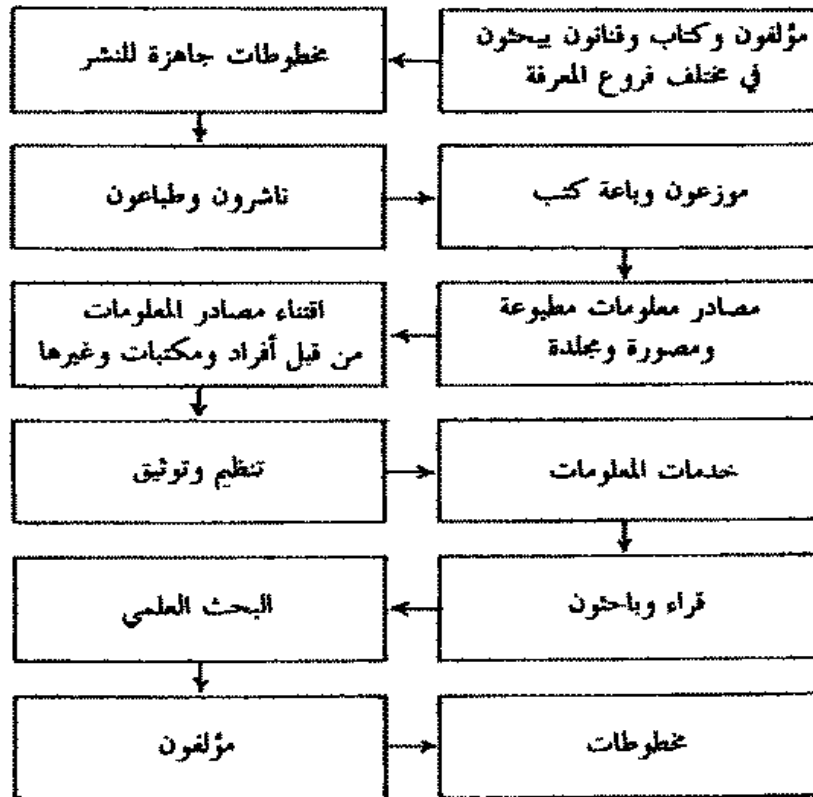 مؤلفون وكتاب وفنانون يبحثون
في مختلف فروع المعرفة
مخطوطات جاهزة للنشر
ناشرون وطباعون
موزعون وباعة كتب
مصادر معلومات مطبوعة
ومصورة ومجلدة
اقتناء مصادر المعلومات
من قبل أفراد ومكتبات وغيرها
تنظيم وتوثيق
خدمات المعلومات
قراء وباحثون
البحث العلمي
مؤلفون
مخطوطات